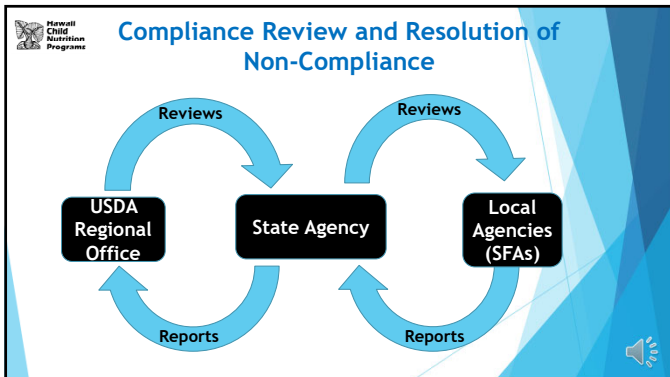 Hawaii
Child
Nutrition
Programs
Compliance Review and Resolution of
Non-Compliance
Reviews
Reviews
USDA
Regional
Office
State Agency
Local
Agencies
(SFAs)
Reports
Reports